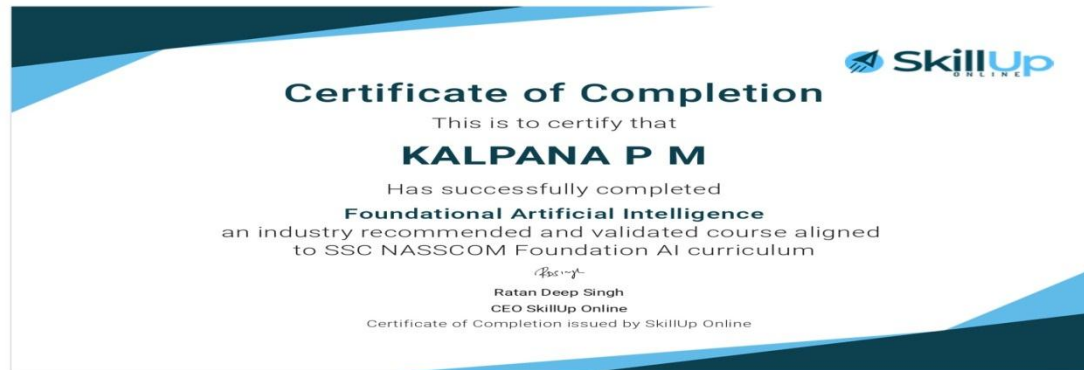 SkillUp
ONLINE
Certificate of Completion
This is to certify that
KALPANA P M
Has successfully completed
Foundational Artificial Intelligence
an industry recommended and validated course aligned
to SSC NASSCOM Foundation AI curriculum
Ratan Deep Singh
CEO SkillUp Online
Certificate of Completion issued by SkillUp Online